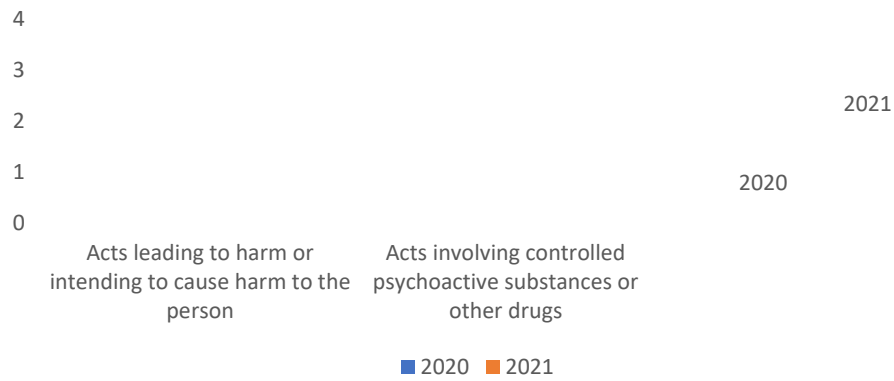 4
3
2
1
0
2021
2020
Acts leading to harm or
intending to cause harm to the
person
Acts involving controlled
psychoactive substances or
other drugs
2020 2021